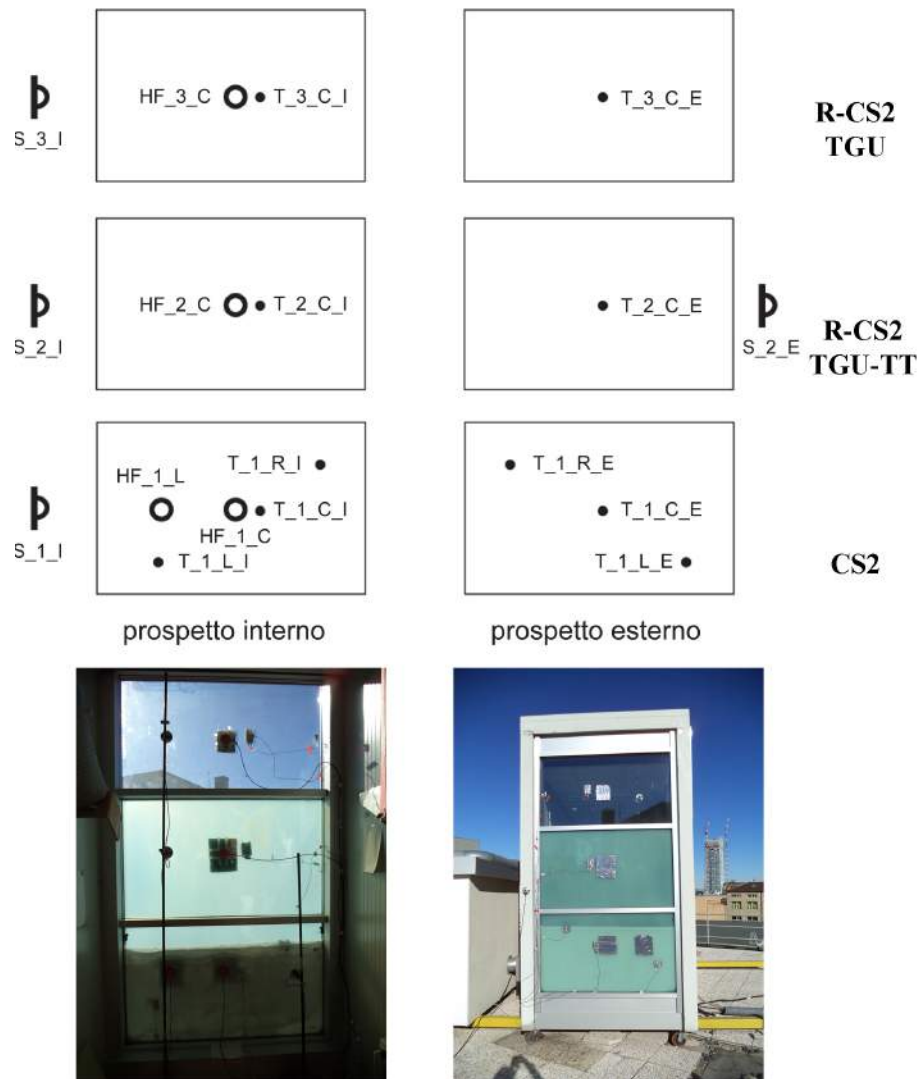 HF_3_C T_3_C_I
T_3_C_E
S_3_I
R-CS2
TGU
HF_2_C T_2_C_I
T_2_C_E
S_2_I
S_2_E
R-CS2
TGU-TT
T_1_R_I
T_1_R_E
HF_1_L
T_1_C_I
T_1_C_E
HF_1_C
S_1_I
T_1_L_I
T_1_L_E
CS2
prospetto interno
prospetto esterno